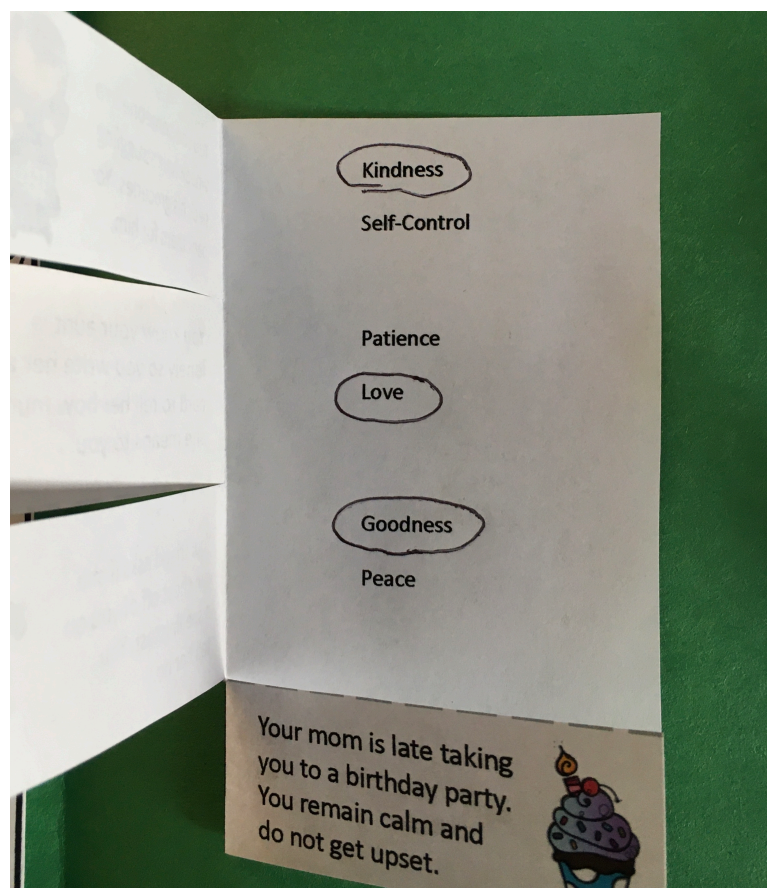 Kindness
Self-Control
Patience
Love
Goodness
Peace
Your mom is late taking
you to a birthday party.
You remain calm and
do not get upset.